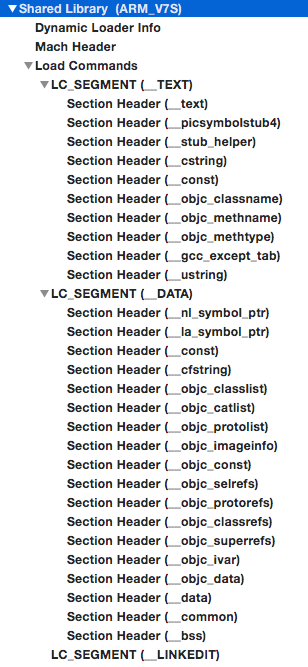 Shared Library (ARM_V7S)
Dynamic Loader Info
Mach Header
Load Commands
LC_SEGMENT (__TEXT)
Section Header (__text)
Section Header (__picsymbolstub4)
Section Header (__stub_helper)
Section Header (__cstring)
Section Header (__const)
Section Header (__objc_classname)
Section Header (__objc_methname)
Section Header (__objc_methtype)
Section Header (__gcc_except_tab)
Section Header (__ustring)
LC_SEGMENT (__DATA)
Section Header (__nl_symbol_ptr)
Section Header (__la_symbol_ptr)
Section Header (__const)
Section Header (__cfstring)
Section Header (__objc_classlist)
Section Header (__objc_catlist)
Section Header (__objc_protolist)
Section Header (__objc_imageinfo)
Section Header (__objc_const)
Section Header (__objc_selrefs)
Section Header (__objc_protorefs)
Section Header (__objc_classrefs)
Section Header (__objc_superrefs)
Section Header (__objc_ivar)
Section Header (__objc_data)
Section Header (__data)
Section Header (__common)
Section Header (__bss)
LC_SEGMENT (__LINKEDIT)